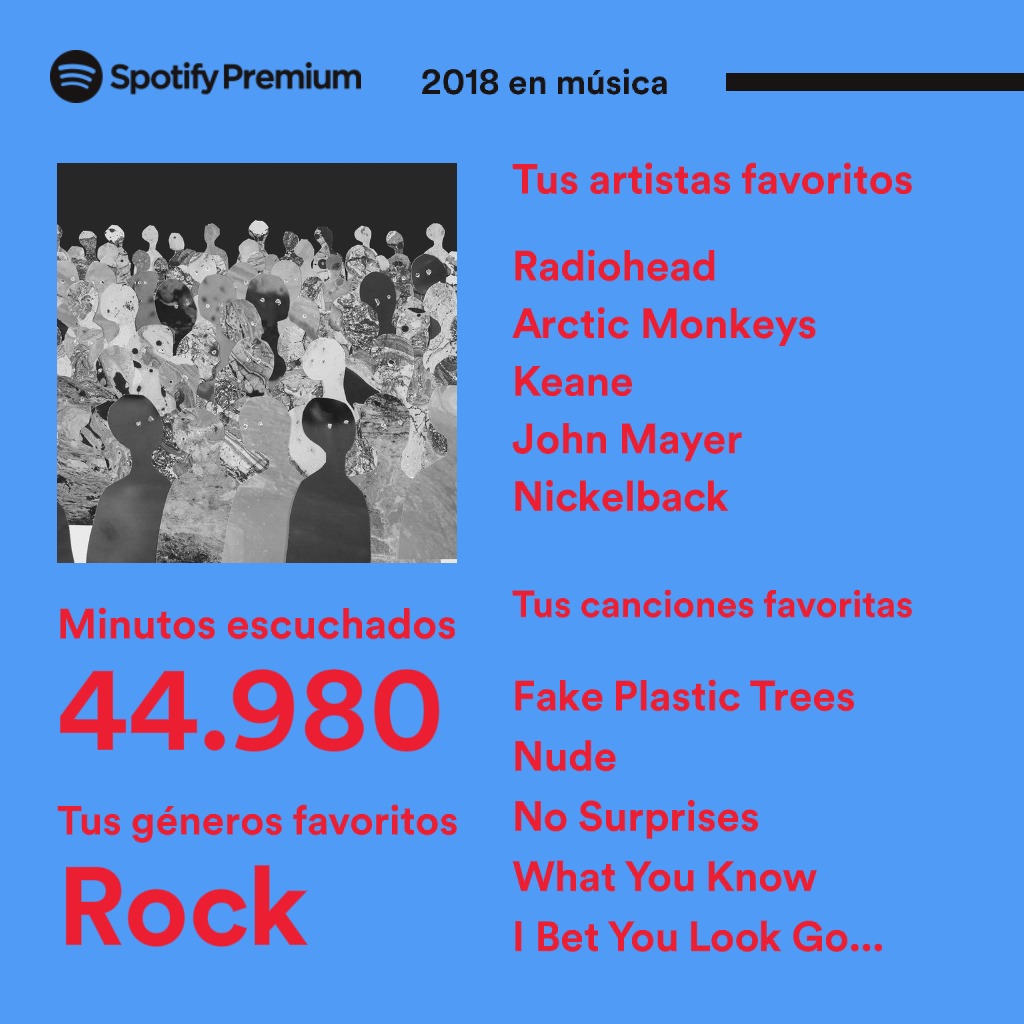 Spotify Premium
2018 en música
Minutos escuchados
44.980
Tus géneros favoritos
Rock
Tus artistas favoritos
Radiohead
Arctic Monkeys
Keane
John Mayer
Nickelback
Tus canciones favoritas
Fake Plastic Trees
Nude
No Surprises
What You Know
I Bet You Look Go...